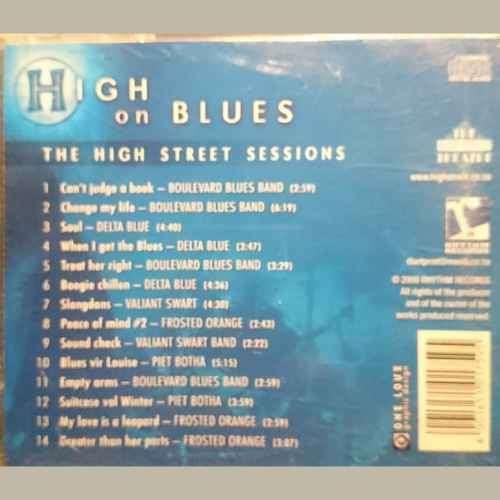 HIGH
on BLUES
THE HIGH STREET SESSIONS
1 Can't judge a book – BOULEVARD BLUES BAND (2:59)
2 Change my life – BOULEVARD BLUES BAND (6:19)
3 Soul – DELTA BLUE (4:40)
4 When I get the Blues – DELTA BLUE (3:47)
5 Treat her right – BOULEVARD BLUES BAND (3:29)
6 Boogie chillen – DELTA BLUE (4:36)
7 Slangdans – VALIANT SWART (4:30)
8 Peace of mind #2 – FROSTED ORANGE (2:43)
9 Sound check – VALIANT SWART BAND (2:22)
10 Blues vir Louise – PIET BOTHA (5:15)
11 Empty arms – BOULEVARD BLUES BAND (2:59)
12 Suitcase vol Winter – PIET BOTHA (3:59)
13 My love is a leopard – FROSTED ORANGE (2:59)
14 Greater than her parts – FROSTED ORANGE (3:07)
RHYTHM RECORDS
All rights of the
and of the owner of the
works produced reserved.
ONE LOVE
graphic design